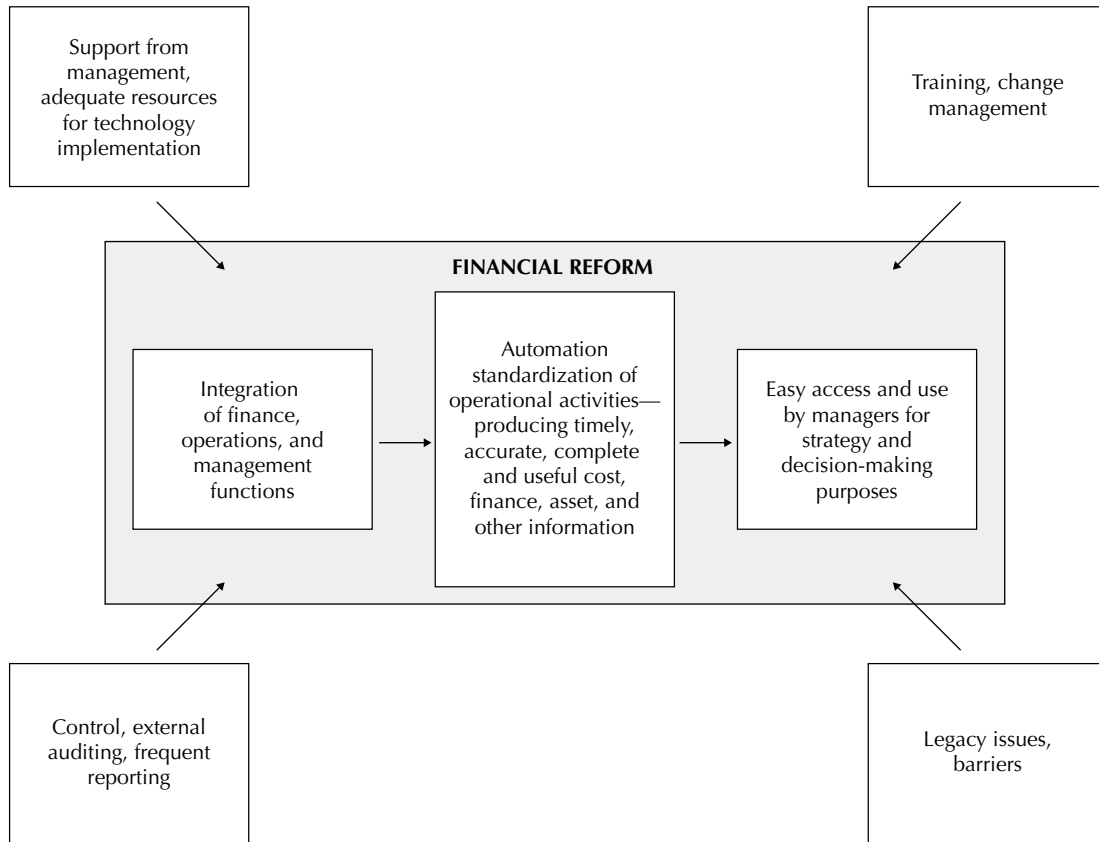 Support from
management,
adequate resources
for technology
implementation
Training, change
management
FINANCIAL REFORM
Integration
of finance,
operations, and
management
functions
Automation
standardization of
operational activities—
producing timely,
accurate, complete
and useful cost,
finance, asset, and
other information
Easy access and use
by managers for
strategy and
decision-making
purposes
Control, external
auditing, frequent
reporting
Legacy issues,
barriers